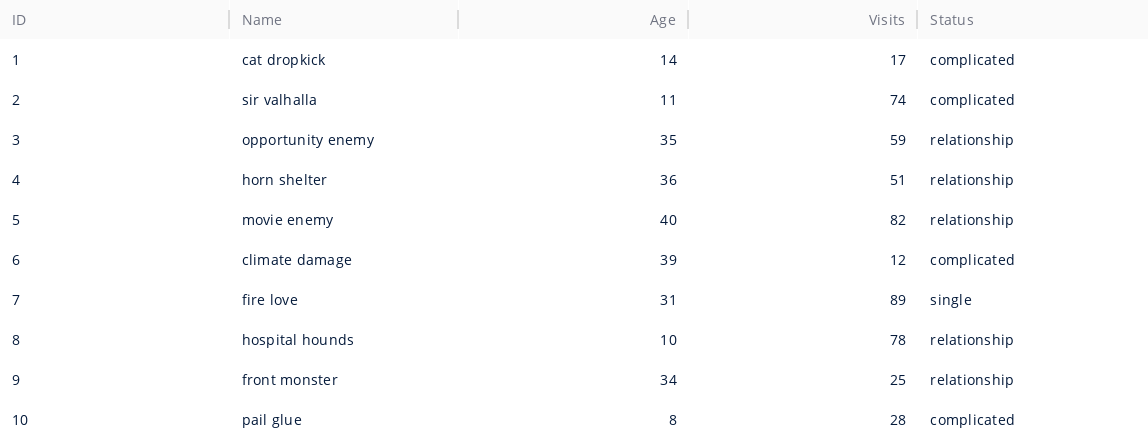 ID Name Age Visits Status
1 cat dropkick 14 17 complicated
2 sir valhalla 11 74 complicated
3 opportunity enemy 35 59 relationship
4 horn shelter 36 51 relationship
5 movie enemy 40 82 relationship
6 climate damage 39 12 complicated
7 fire love 31 89 single
8 hospital hounds 10 78 relationship
9 front monster 34 25 relationship
10 pail glue 8 28 complicated